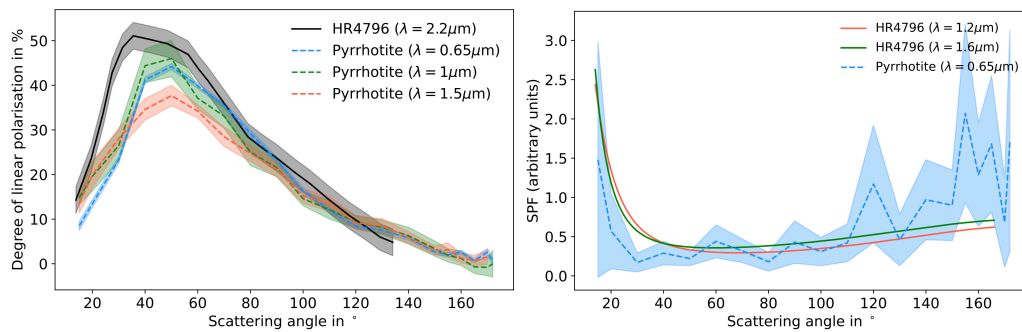 Degree of linear polarisation in %
50
40
30
20
10
0
HR4796 (λ = 2.2μm)
Pyrrhotite (λ = 0.65μm)
Pyrrhotite (λ = 1μm)
Pyrrhotite (λ = 1.5μm)
20 40 60 80 100 120 140 160
Scattering angle in °
SPF (arbitrary units)
3.0
2.5
2.0
1.5
1.0
0.5
0.0
HR4796 (λ = 1.2μm)
HR4796 (λ = 1.6μm)
Pyrrhotite (λ = 0.65μm)
20 40 60 80 100 120 140 160
Scattering angle in °